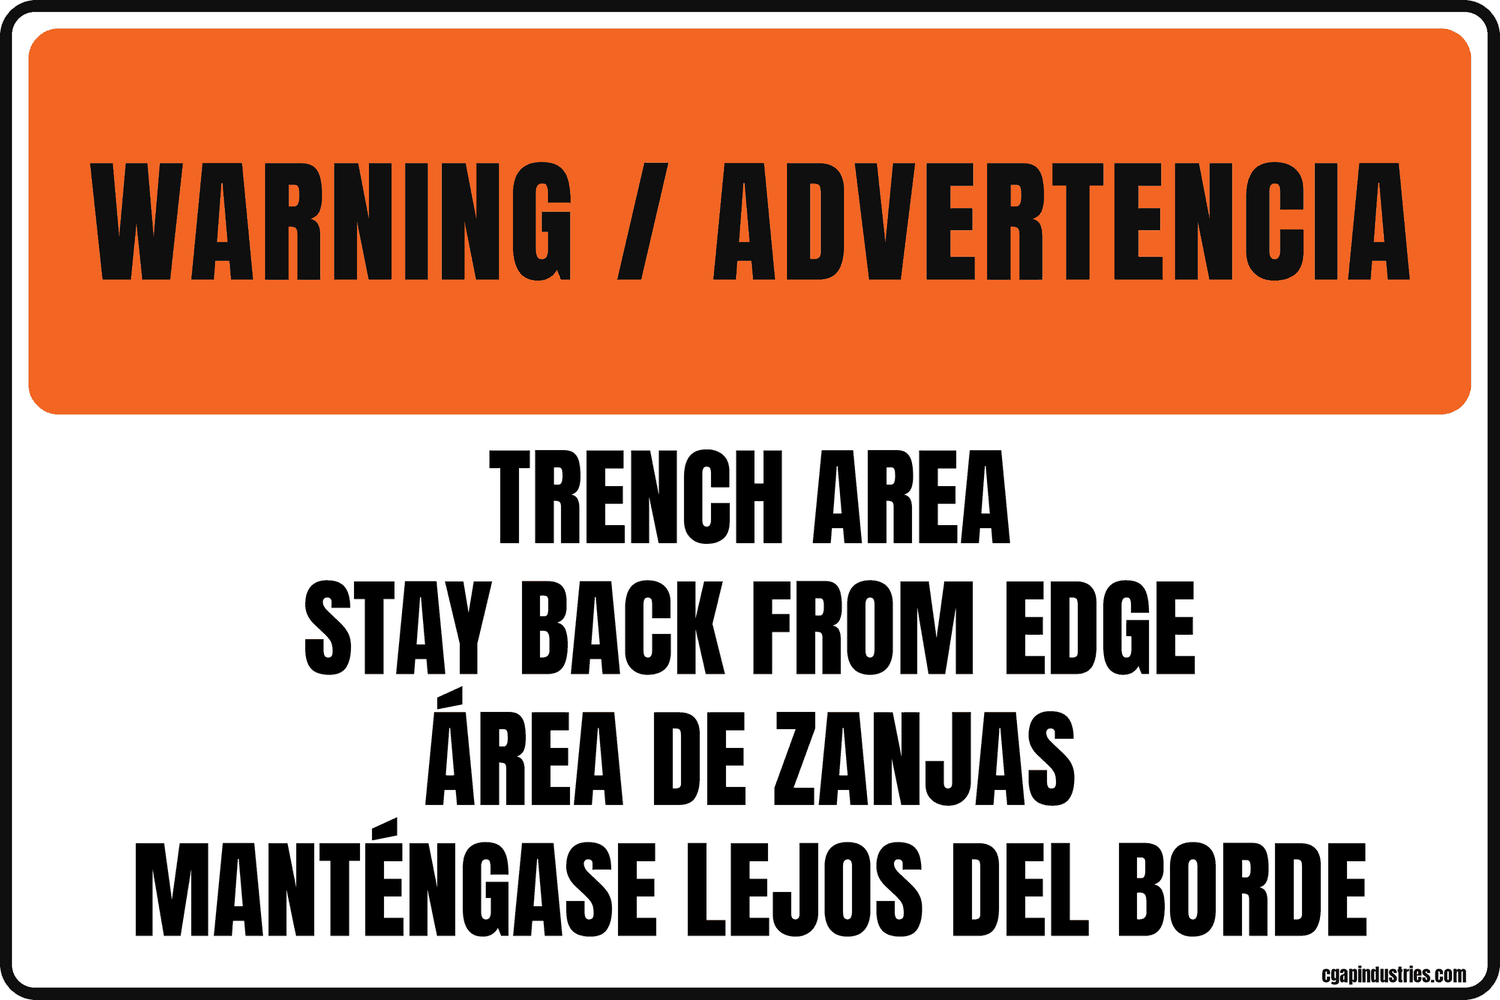 WARNING / ADVERTENCIA
TRENCH AREA
STAY BACK FROM EDGE
ÁREA DE ZANJAS
MANTÉNGASE LEJOS DEL BORDE
cgapindustries.com